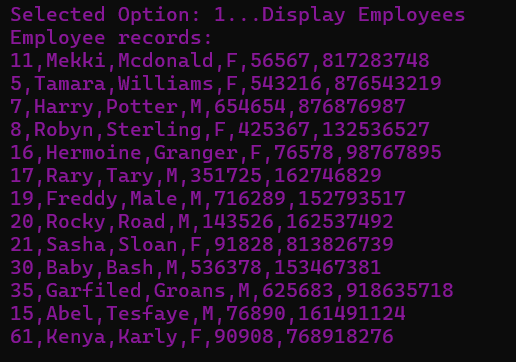 Selected Option: 1...Display Employees
Employee records:
11,Mekki,Mcdonald,F,56567,817283748
5,Tamara,Williams,F,543216,876543219
7,Harry,Potter,M,654654,876876987
8,Robyn,Sterling,F,425367,132536527
16,Hermoine,Granger,F,76578,98767895
17,Rary,Tary,M,351725,162746829
19,Freddy,Male,M,716289,152793517
20,Rocky,Road,M,143526,162537492
21,Sasha,Sloan,F,91828,813826739
30,Baby,Bash,M,536378,153467381
35,Garfiled,Groans,M,625683,918635718
15,Abel,Tesfaye,M,76890,161491124
61,Kenya,Karly,F,90908,768918276